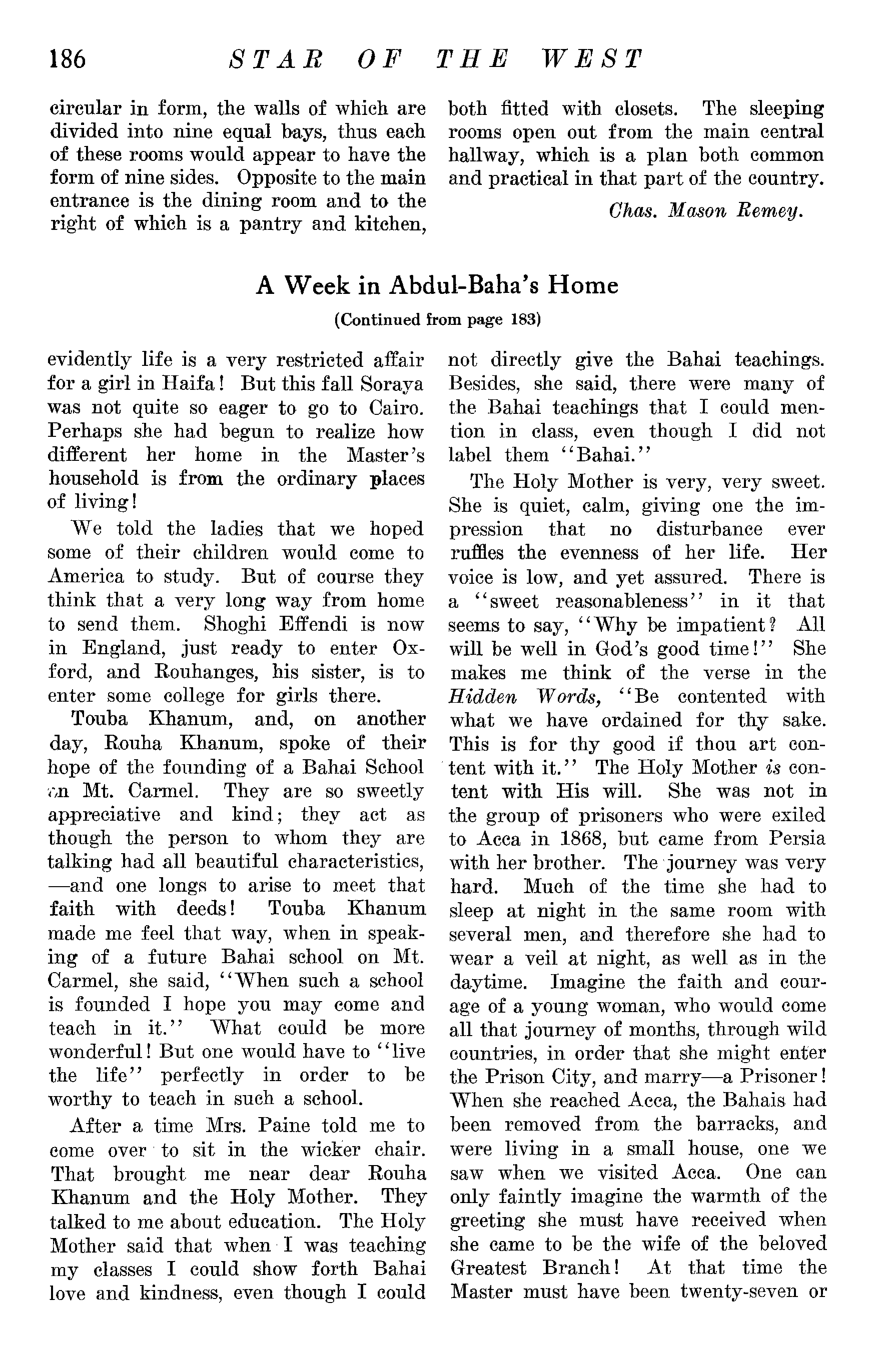 186 STAR OF THE WEST
circular in form, the walls of which are
divided into nine equal bays, thus each
of these rooms would appear to have the
form of nine sides. Opposite to the main
entrance is the dining room and to the
right of which is a pantry and kitchen,
both fitted with closets. The sleeping
rooms open out from the main central
hallway, which is a plan both common
and practical in that part of the country.
Chas. Mason Remey.
A Week in Abdul-Baha's Home
(Continued from page 183)
evidently life is a very restricted affair
for a girl in Haifa! But this fall Soraya
was not quite so eager to go to Cairo.
Perhaps she had begun to realize how
different her home in the Master's
household is from the ordinary places
of living!
We told the ladies that we hoped
some of their children would come to
America to study. But of course they
think that a very long way from home
to send them. Shoghi Effendi is now
in England, just ready to enter Ox-
ford, and Rouhanges, his sister, is to
enter some college for girls there.
Touba Khanum, and, on another
day, Rouha Khanum, spoke of their
hope of the founding of a Bahai School
on Mt. Carmel. They are so sweetly
appreciative and kind; they act as
though the person to whom they are
talking had all beautiful characteristics,
—and one longs to arise to meet that
faith with deeds! Touba Khanum
made me feel that way, when in speak-
ing of a future Bahai school on Mt.
Carmel, she said, "When such a school
is founded I hope you may come and
teach in it." What could be more
wonderful! But one would have to "live
the life" perfectly in order to be
worthy to teach in such a school.
After a time Mrs. Paine told me to
come over to sit in the wicker chair.
That brought me near dear Rouha
Khanum and the Holy Mother. They
talked to me about education. The Holy
Mother said that when I was teaching
my classes I could show forth Bahai
love and kindness, even though I could
not directly give the Bahai teachings.
Besides, she said, there were many of
the Bahai teachings that I could men-
tion in class, even though I did not
label them "Bahai."
The Holy Mother is very, very sweet.
She is quiet, calm, giving one the im-
pression that no disturbance ever
ruffles the evenness of her life. Her
voice is low, and yet assured. There is
a "sweet reasonableness" in it that
seems to say, "Why be impatient? All
will be well in God's good time!" She
makes me think of the verse in the
Hidden Words, "Be contented with
what we have ordained for thy sake.
This is for thy good if thou art con-
tent with it." The Holy Mother is con-
tent with His will. She was not in
the group of prisoners who were exiled
to Acca in 1868, but came from Persia
with her brother. The journey was very
hard. Much of the time she had to
sleep at night in the same room with
several men, and therefore she had to
wear a veil at night, as well as in the
daytime. Imagine the faith and cour-
age of a young woman, who would come
all that journey of months, through wild
countries, in order that she might enter
the Prison City, and marry—a Prisoner!
When she reached Acca, the Bahais had
been removed from the barracks, and
were living in a small house, one we
saw when we visited Acca. One can
only faintly imagine the warmth of the
greeting she must have received when
she came to be the wife of the beloved
Greatest Branch! At that time the
Master must have been twenty-seven or